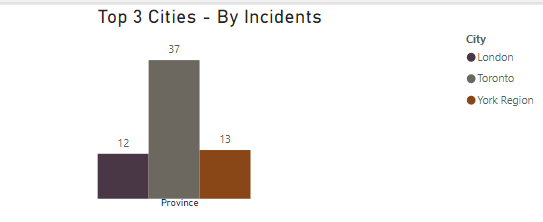 Top 3 Cities - By Incidents
City
London
Toronto
York Region
37
12
13
Province